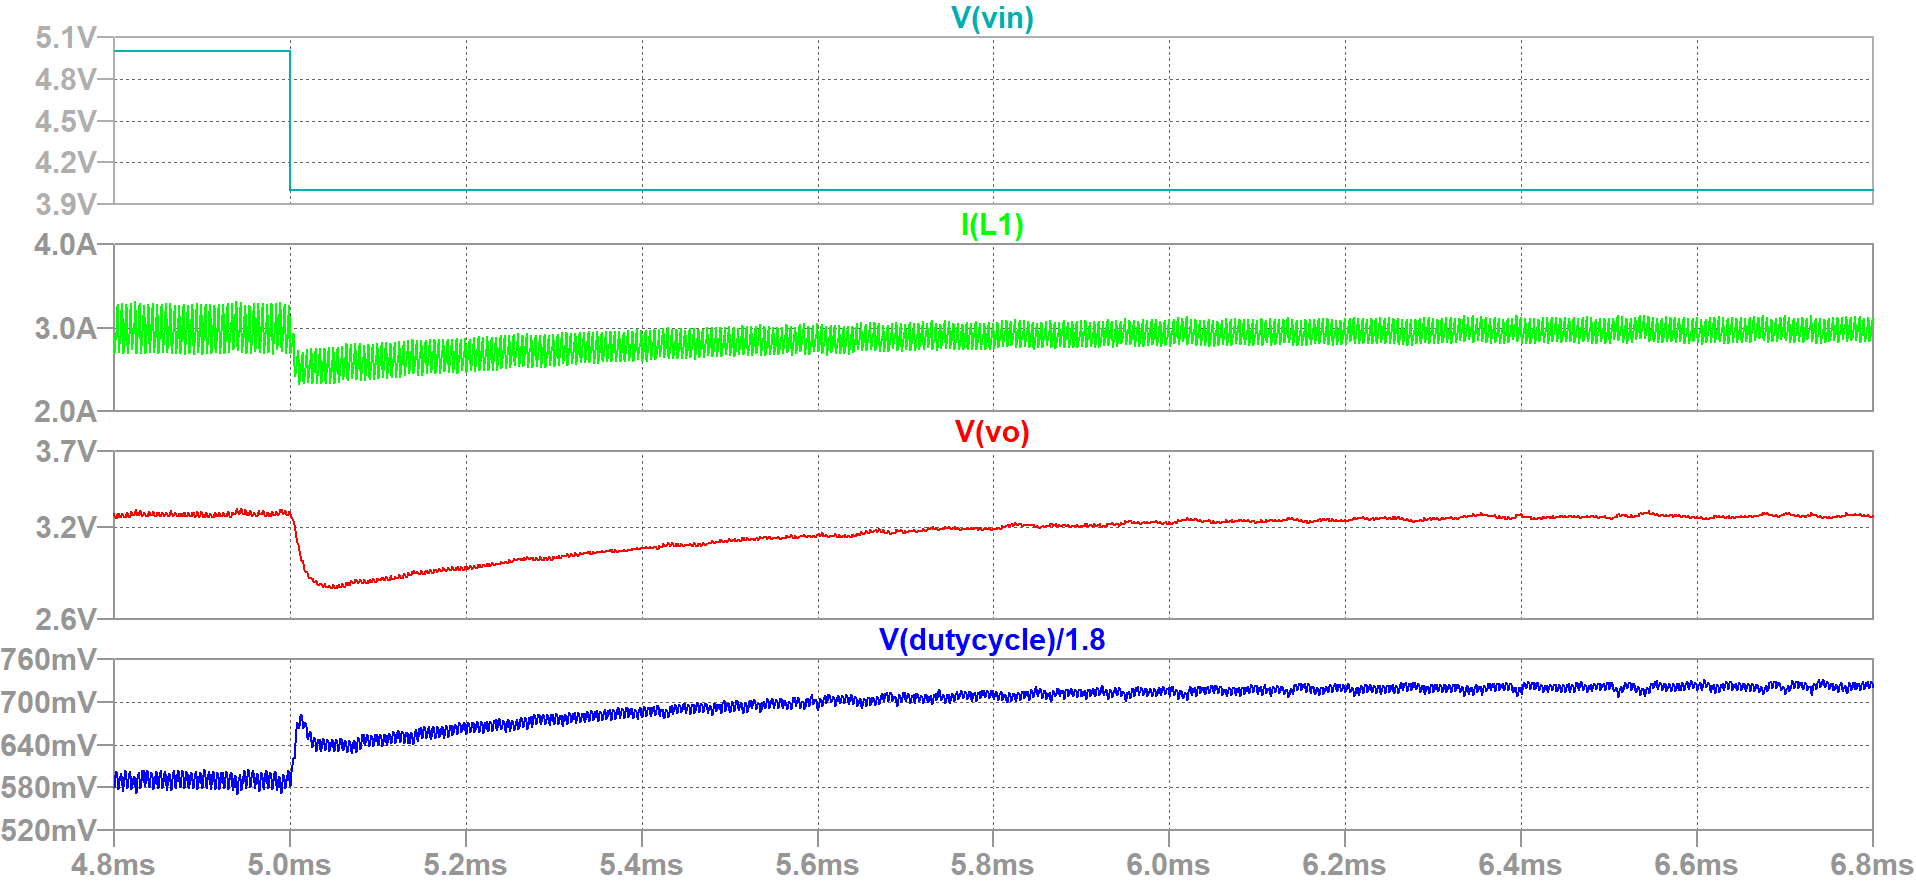 V(vin)
5.1V
4.8V
4.5V
4.2V
3.9V
I(L1)
4.0A
3.0A
2.0A
V(vo)
3.7V
3.2V
2.6V
V(dutycycle)/1.8
760mV
700mV
640mV
580mV
520mV
4.8ms 5.0ms 5.2ms 5.4ms 5.6ms 5.8ms 6.0ms 6.2ms 6.4ms 6.6ms 6.8ms